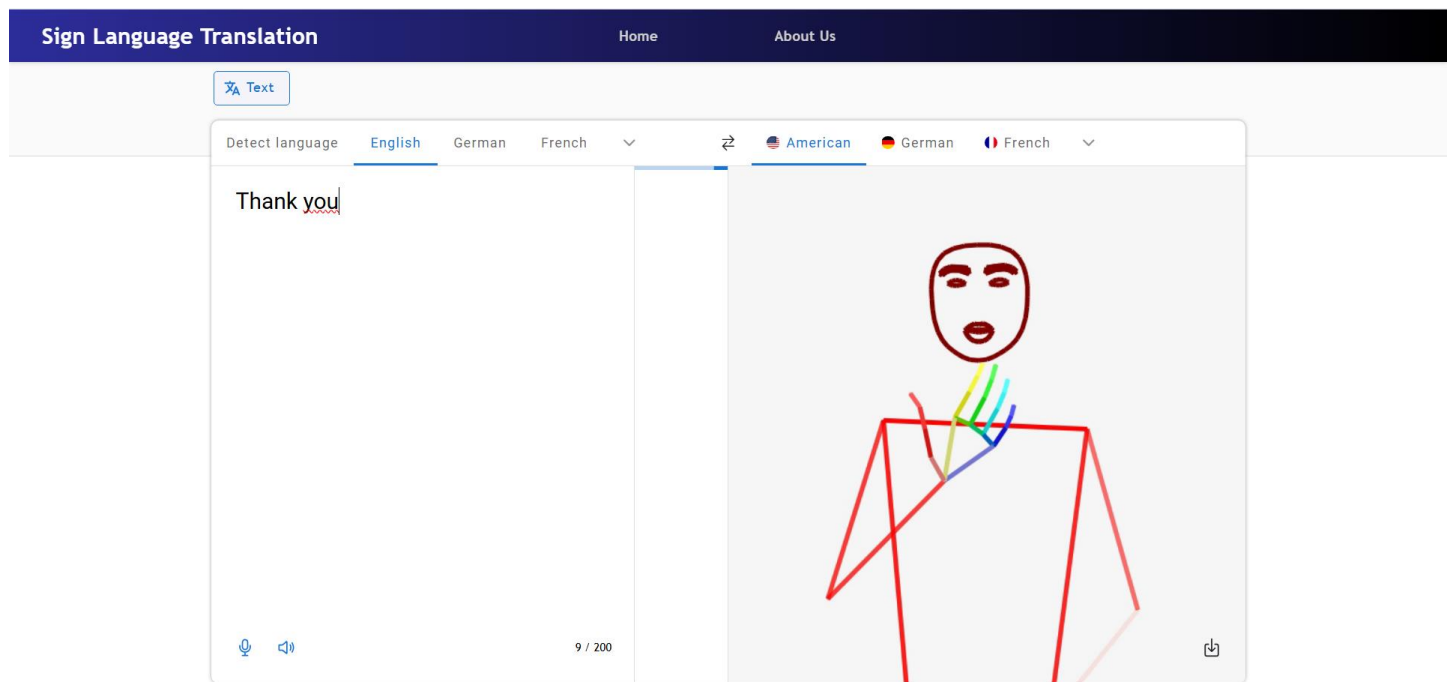 Sign Language Translation Home About Us
Text
Detect language English German French American German French
Thank you
9 / 200